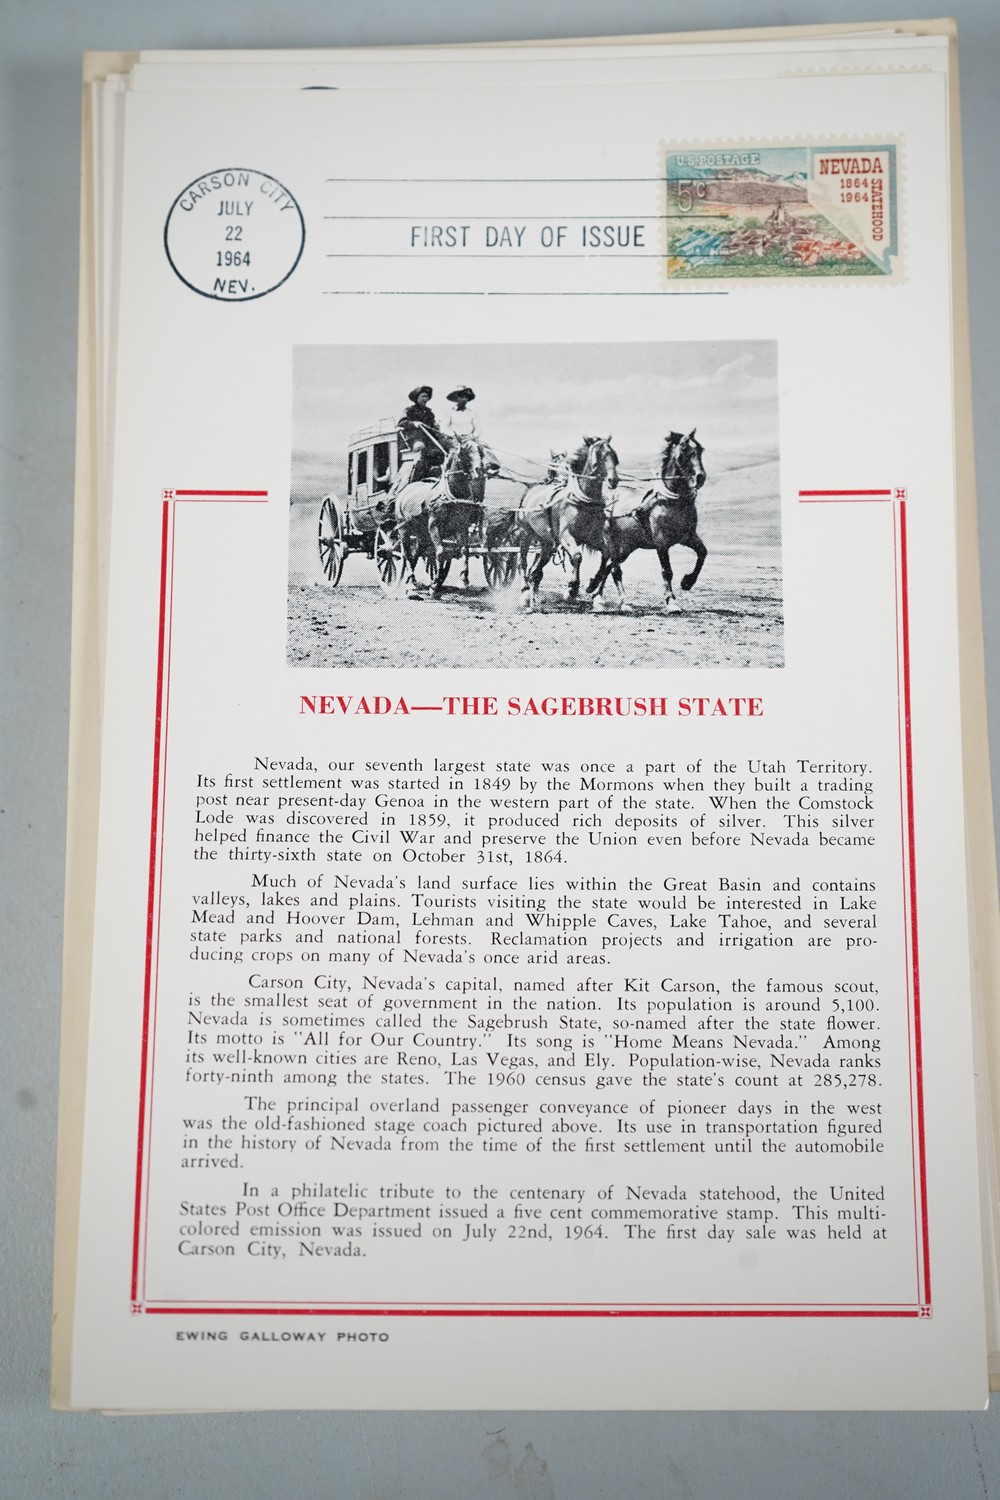 CARSON CITY
JULY
22
1964
NEV.
FIRST DAY OF ISSUE
U.S. POSTAGE
5c
NEVADA
1864
1964
STATEHOOD
NEVADA—THE SAGEBRUSH STATE
Nevada, our seventh largest state was once a part of the Utah Territory.
Its first settlement was started in 1849 by the Mormons when they built a trading
post near present-day Genoa in the western part of the state. When the Comstock
Lode was discovered in 1859, it produced rich deposits of silver. This silver
helped finance the Civil War and preserve the Union even before Nevada became
the thirty-sixth state on October 31st, 1864.
Much of Nevada's land surface lies within the Great Basin and contains
valleys, lakes and plains. Tourists visiting the state would be interested in Lake
Mead and Hoover Dam, Lehman and Whipple Caves, Lake Tahoe, and several
state parks and national forests. Reclamation projects and irrigation are pro-
ducing crops on many of Nevada's once arid areas.
Carson City, Nevada's capital, named after Kit Carson, the famous scout,
is the smallest seat of government in the nation. Its population is around 5,100.
Nevada is sometimes called the Sagebrush State, so-named after the state flower.
Its motto is "All for Our Country." Its song is "Home Means Nevada." Among
its well-known cities are Reno, Las Vegas, and Ely. Population-wise, Nevada ranks
forty-ninth among the states. The 1960 census gave the state's count at 285,278.
The principal overland passenger conveyance of pioneer days in the west
was the old-fashioned stage coach pictured above. Its use in transportation figured
in the history of Nevada from the time of the first settlement until the automobile
arrived.
In a philatelic tribute to the centenary of Nevada statehood, the United
States Post Office Department issued a five cent commemorative stamp. This multi-
colored emission was issued on July 22nd, 1964. The first day sale was held at
Carson City, Nevada.
EWING GALLOWAY PHOTO